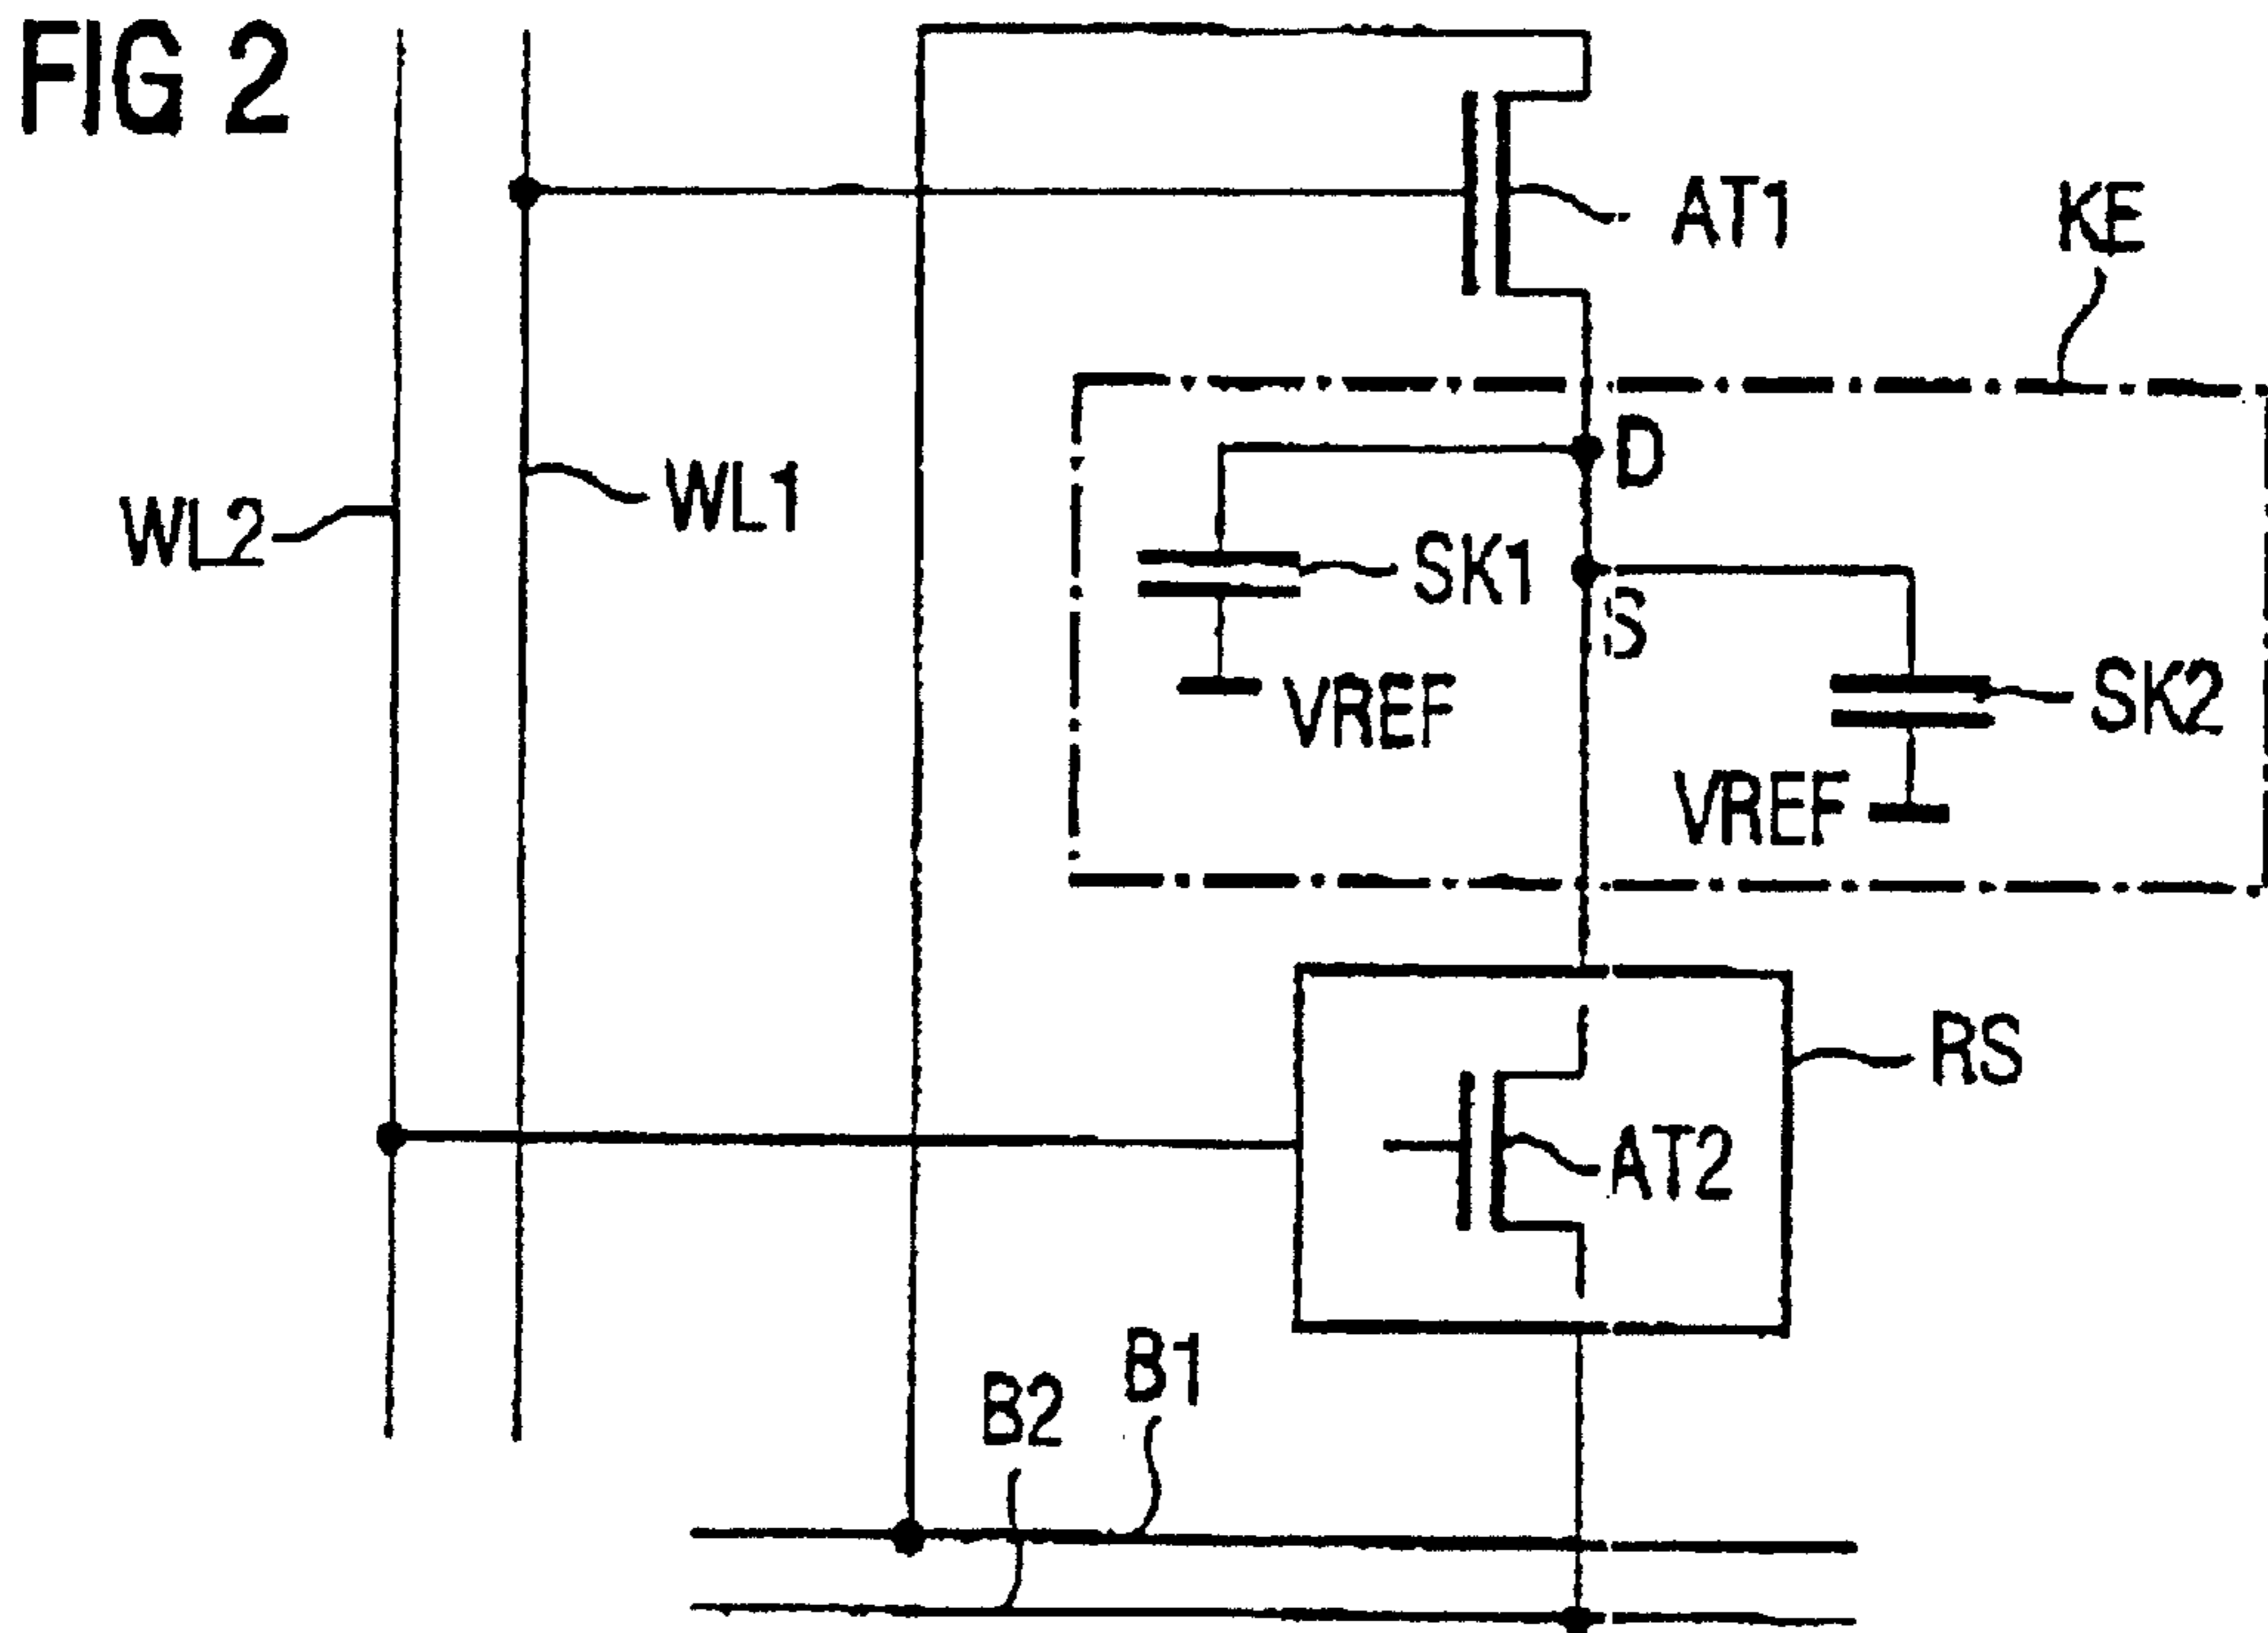 FIG 2
AT1
KE
D
WL1
WL2
SK1
S
VREF
SK2
VREF
RS
AT2
B1
B2